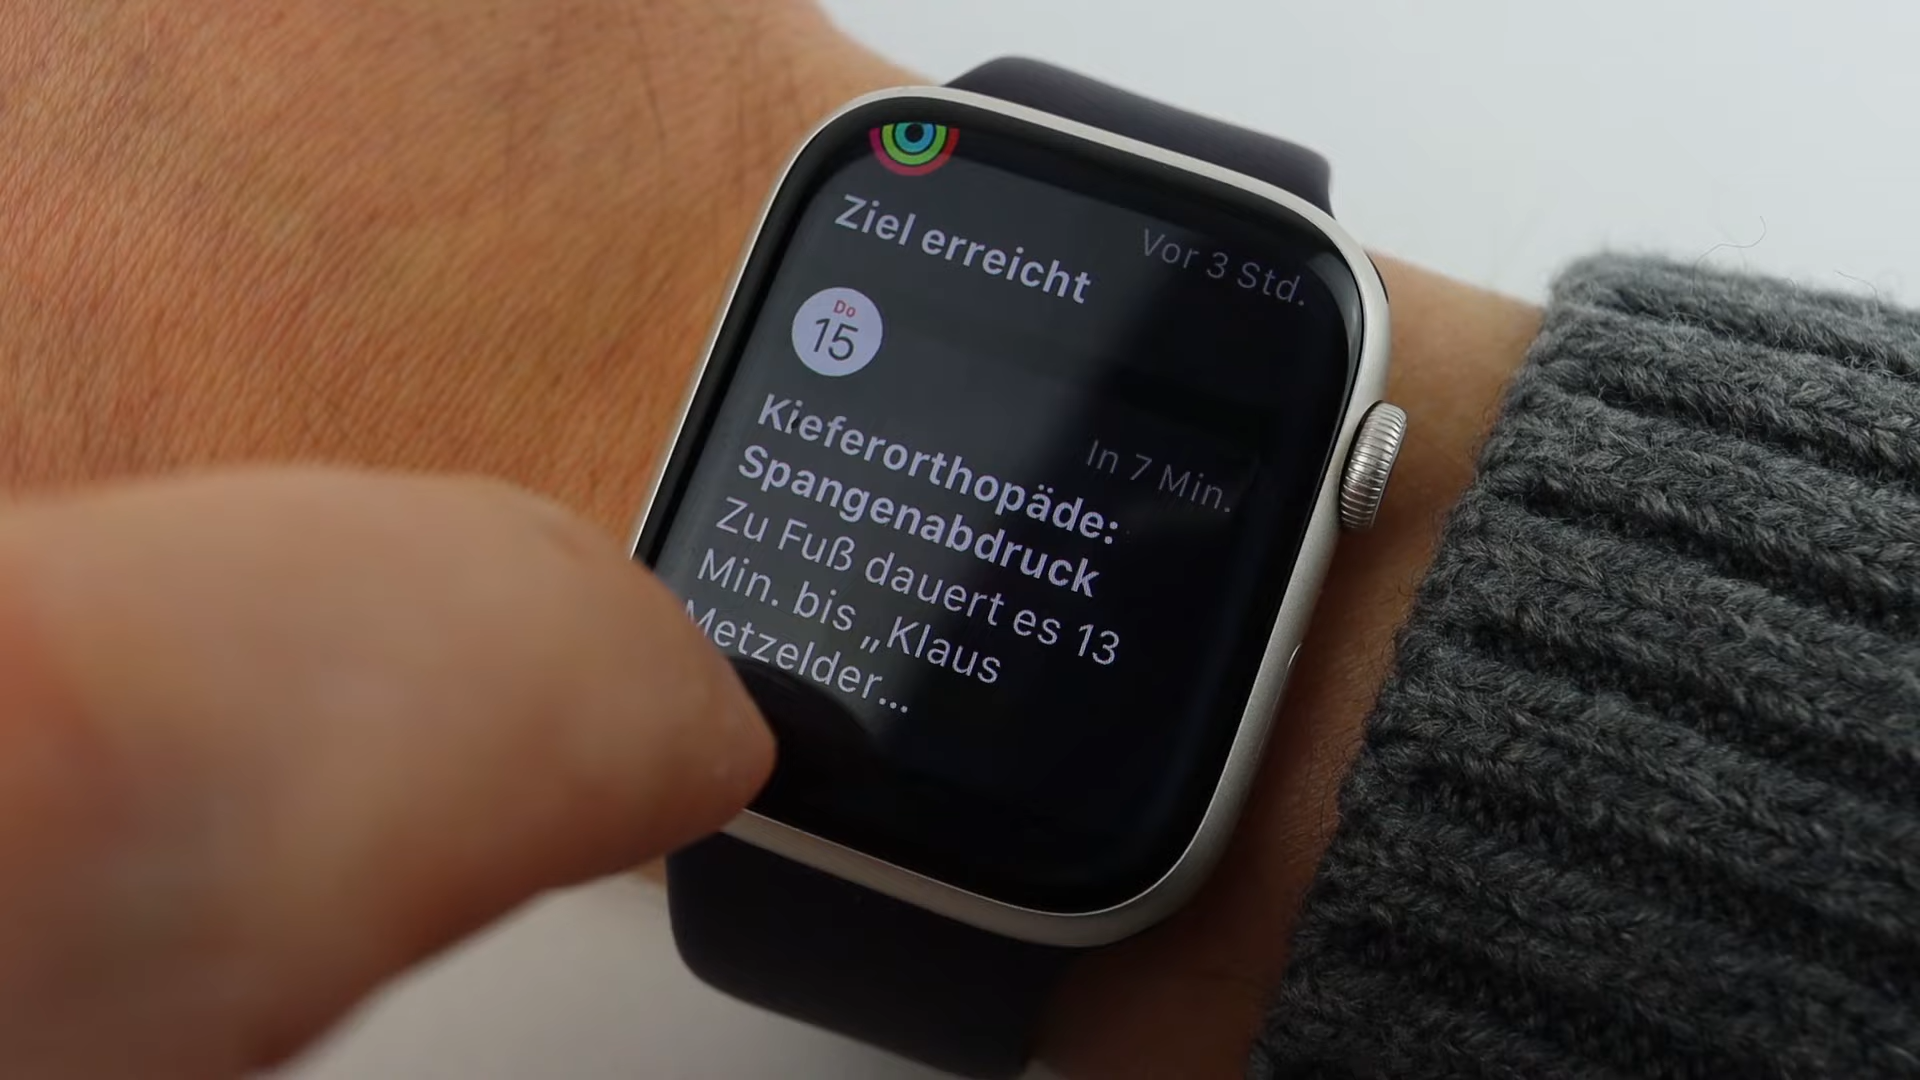 Ziel erreicht
Vor 3 Std.
Do
15
Kieferorthopäde:
In 7 Min.
Spangenabdruck
Zu Fuß dauert es 13
Min. bis „Klaus
Metzelder...